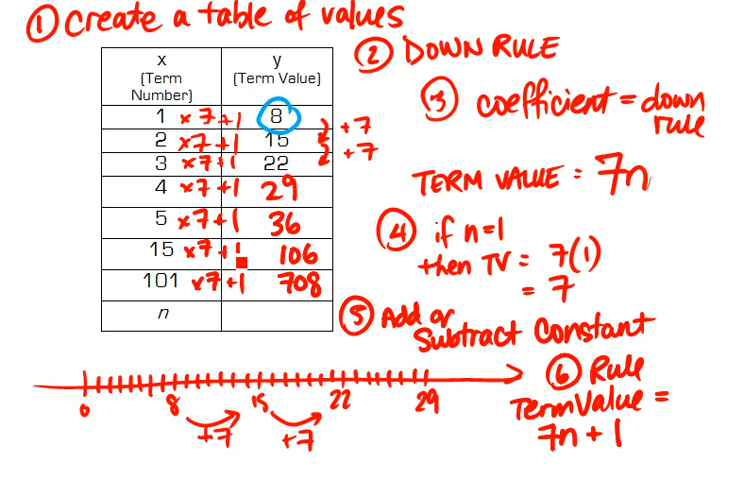 ① Create a table of values
x y
(Term Number) (Term Value)
1 x7+1 8
2 x7+1 15
3 x7+1 22
4 x7+1 29
5 x7+1 36
15 x7+1 106
101 x7+1 708
n
+7
+7
② DOWN RULE
③ coefficient = down
rule
TERM VALUE = 7n
④ if n=1
then TV = 7(1)
= 7
⑤ Add or
Subtract Constant
⑥ Rule
Term Value =
7n + 1
0 8 15 22 29
+7 +7